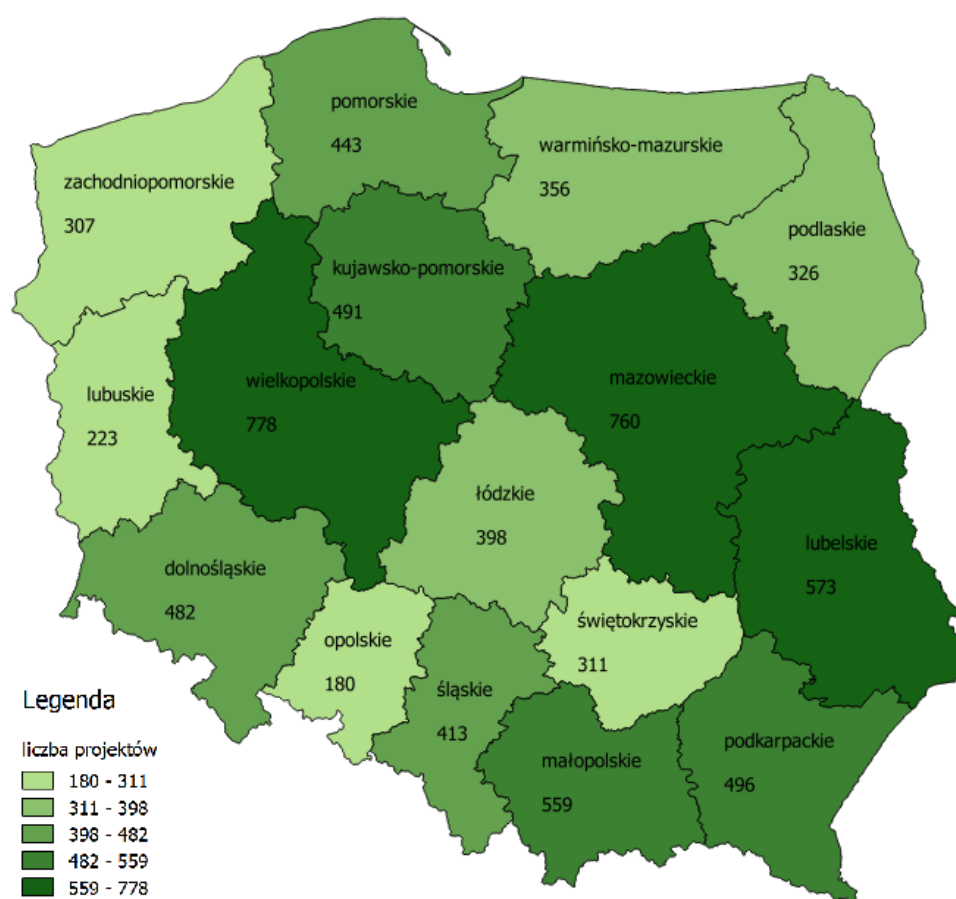 pomorskie
443
warmińsko-mazurskie
356
zachodniopomorskie
307
podlaskie
326
kujawsko-pomorskie
491
wielkopolskie
778
mazowieckie
760
lubuskie
223
łódzkie
398
lubelskie
573
dolnośląskie
482
świętokrzyskie
311
opolskie
180
śląskie
413
podkarpackie
496
małopolskie
559
Legenda
liczba projektów
180 - 311
311 - 398
398 - 482
482 - 559
559 - 778